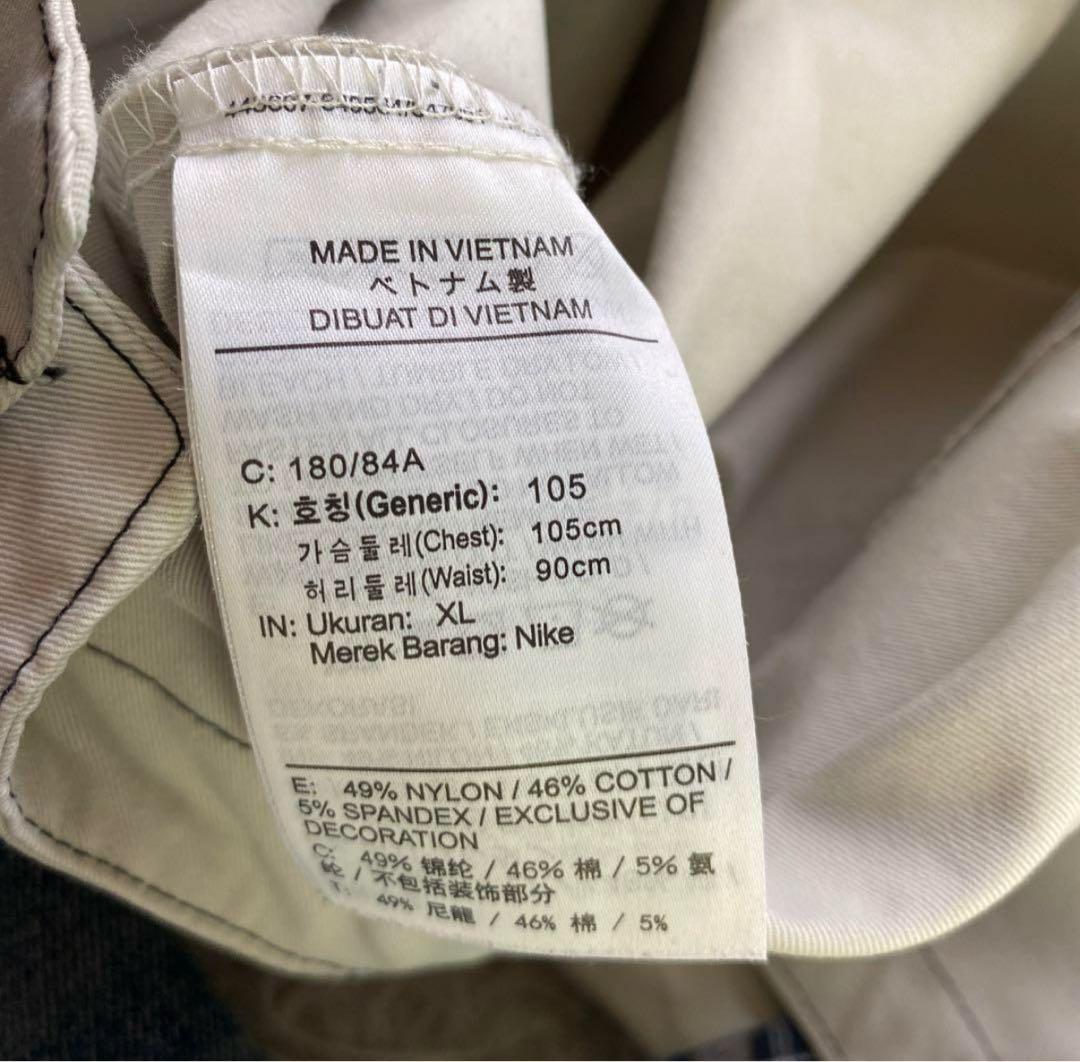 MADE IN VIETNAM
ベトナム製
DIBUAT DI VIETNAM
C: 180/84A
K: 호칭(Generic): 105
가슴둘레(Chest): 105cm
허리둘레(Waist): 90cm
IN: Ukuran: XL
Merek Barang: Nike
E: 49% NYLON / 46% COTTON /
5% SPANDEX / EXCLUSIVE OF
DECORATION
C: 49% 锦纶 / 46% 棉 / 5% 氨
纶 / 不包括装饰部分
T: 49% 尼龍 / 46% 棉 / 5%